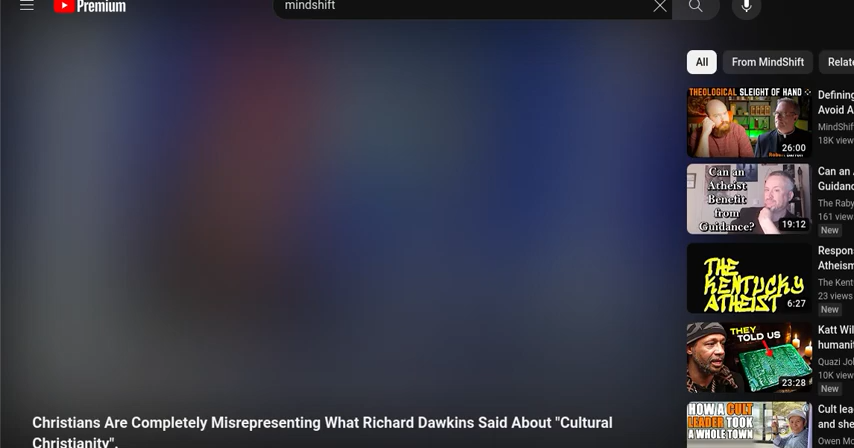 Premium
mindshift
All
From MindShift
Relate
THEOLOGICAL SLEIGHT OF HAND
26:00
Defining
Avoid A
MindShif
18K view
Can an
Atheist
Benefit
from
Guidance?
19:12
Can an
Guidanc
The Raby
161 view
New
THE
KENTUCKY
ATHEIST
6:27
Respon
Atheism
The Kent
23 views
New
THEY
TOLD US
23:28
Katt Wil
humanit
Quazi Jo
10K view
New
HOW A CULT
LEADER TOOK
A WHOLE TOWN
Cult lea
and she
Owen Mo
Christians Are Completely Misrepresenting What Richard Dawkins Said About "Cultural
Christianity".